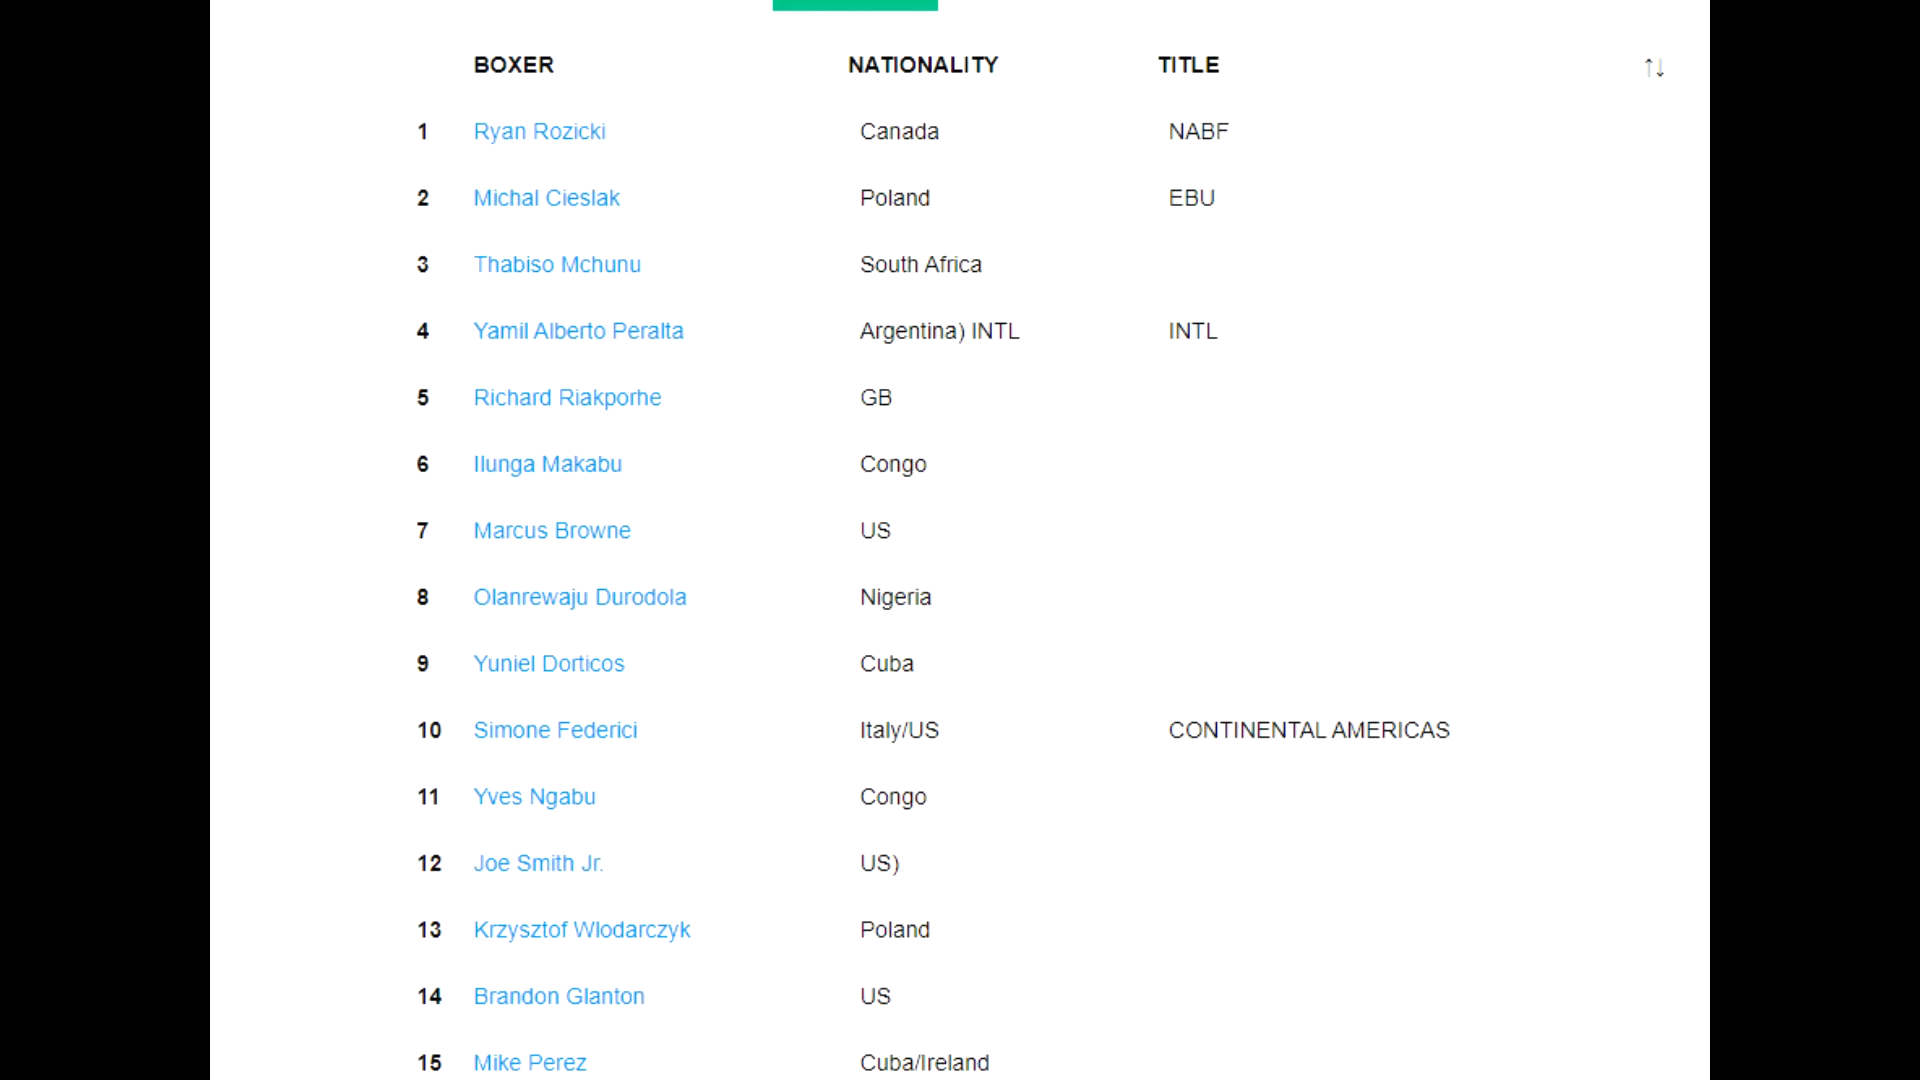 BOXER NATIONALITY TITLE ↑↓
1 Ryan Rozicki Canada NABF
2 Michal Cieslak Poland EBU
3 Thabiso Mchunu South Africa
4 Yamil Alberto Peralta Argentina) INTL INTL
5 Richard Riakporhe GB
6 Ilunga Makabu Congo
7 Marcus Browne US
8 Olanrewaju Durodola Nigeria
9 Yuniel Dorticos Cuba
10 Simone Federici Italy/US CONTINENTAL AMERICAS
11 Yves Ngabu Congo
12 Joe Smith Jr. US)
13 Krzysztof Wlodarczyk Poland
14 Brandon Glanton US
15 Mike Perez Cuba/Ireland